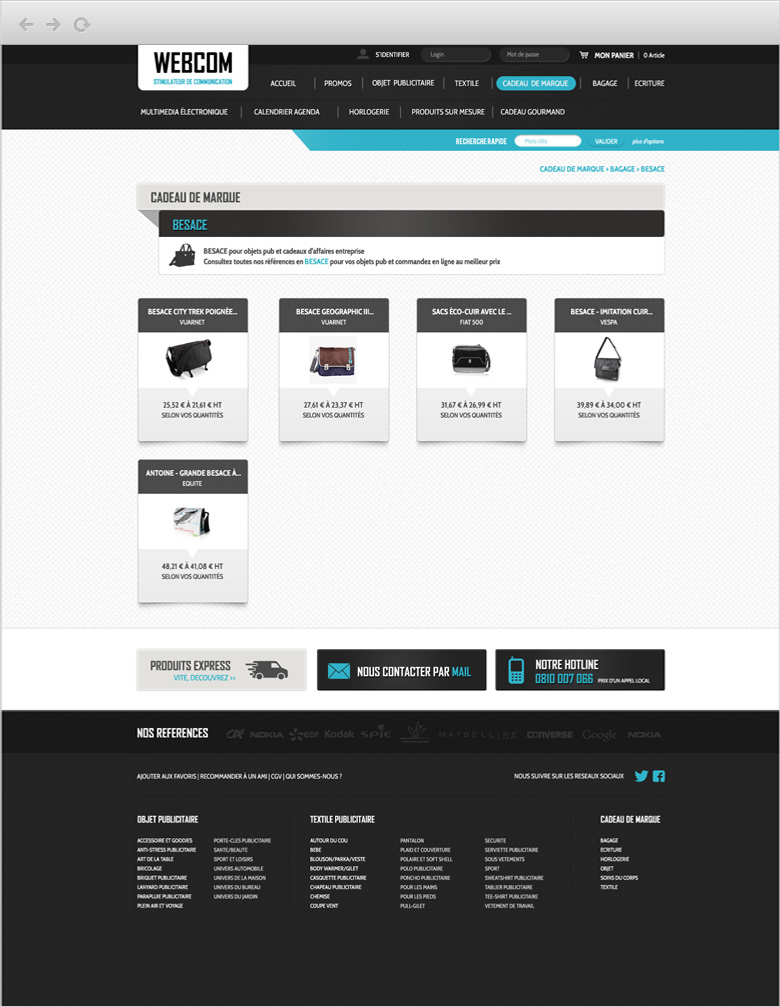 WEBCOM
STIMULATEUR DE COMMUNICATION
S'IDENTIFIER Login Mot de passe MON PANIER | 0 Article
ACCUEIL | PROMOS | OBJET PUBLICITAIRE | TEXTILE | CADEAU DE MARQUE | BAGAGE | ECRITURE
MULTIMEDIA ÉLECTRONIQUE | CALENDRIER AGENDA | HORLOGERIE | PRODUITS SUR MESURE | CADEAU GOURMAND
RECHERCHE RAPIDE Mots clés VALIDER plus d'options
CADEAU DE MARQUE › BAGAGE › BESACE
CADEAU DE MARQUE
BESACE
BESACE pour objets pub et cadeaux d'affaires entreprise
Consultez toutes nos références en BESACE pour vos objets pub et commandez en ligne au meilleur prix
BESACE CITY TREK POIGNÉE...
VUARNET
25,52 € À 21,61 € HT
SELON VOS QUANTITÉS
BESACE GEOGRAPHIC III...
VUARNET
27,61 € À 23,37 € HT
SELON VOS QUANTITÉS
SACS ÉCO-CUIR AVEC LE ...
FIAT 500
31,67 € À 26,99 € HT
SELON VOS QUANTITÉS
BESACE - IMITATION CUIR...
VESPA
39,89 € À 34,00 € HT
SELON VOS QUANTITÉS
ANTOINE - GRANDE BESACE À...
EQUITE
48,21 € À 41,08 € HT
SELON VOS QUANTITÉS
PRODUITS EXPRESS
VITE, DECOUVREZ ››
NOUS CONTACTER PAR MAIL
NOTRE HOTLINE
0810 007 066 PRIX D'UN APPEL LOCAL
NOS REFERENCES CA NOKIA eDF Kodak SPIE MAYBELLINE CONVERSE Google NOKIA
AJOUTER AUX FAVORIS | RECOMMANDER À UN AMI | CGV | QUI SOMMES-NOUS ?
NOUS SUIVRE SUR LES RESEAUX SOCIAUX
OBJET PUBLICITAIRE
ACCESSOIRE ET GOODIES
ANTI-STRESS PUBLICITAIRE
ART DE LA TABLE
BRICOLAGE
BRIQUET PUBLICITAIRE
LANYARD PUBLICITAIRE
PARAPLUIE PUBLICITAIRE
PLEIN AIR ET VOYAGE
PORTE-CLES PUBLICITAIRE
SANTE/BEAUTE
SPORT ET LOISIRS
UNIVERS AUTOMOBILE
UNIVERS DE LA MAISON
UNIVERS DU BUREAU
UNIVERS DU JARDIN
TEXTILE PUBLICITAIRE
AUTOUR DU COU
BEBE
BLOUSON/PARKA/VESTE
BODY WARMER/GILET
CASQUETTE PUBLICITAIRE
CHAPEAU PUBLICITAIRE
CHEMISE
COUPE VENT
PANTALON
PLAID ET COUVERTURE
POLAIRE ET SOFT SHELL
POLO PUBLICITAIRE
PONCHO PUBLICITAIRE
POUR LES MAINS
POUR LES PIEDS
PULL-GILET
SECURITE
SERVIETTE PUBLICITAIRE
SOUS VETEMENTS
SPORT
SWEATSHIRT PUBLICITAIRE
TABLIER PUBLICITAIRE
TEE-SHIRT PUBLICITAIRE
VETEMENT DE TRAVAIL
CADEAU DE MARQUE
BAGAGE
ECRITURE
HORLOGERIE
OBJET
SOINS DU CORPS
TEXTILE